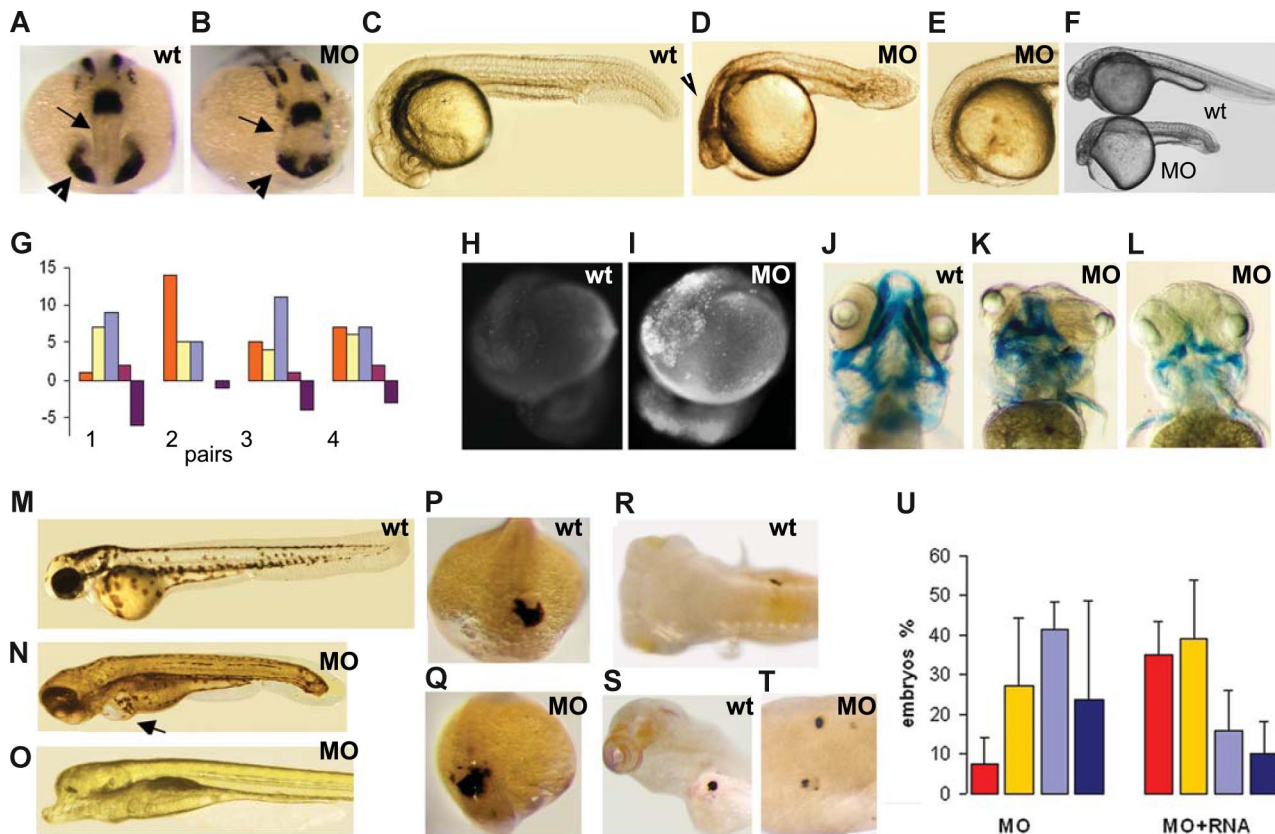 A B C D E F
wt MO wt MO MO
wt
MO
G H I J K L
wt MO wt MO MO
15
10
5
0
-5
1 2 3 4
pairs
M P R U
wt wt wt
N Q S T
MO MO wt MO
O
MO
60
50
40
30
20
10
0
embryos %
MO MO+RNA